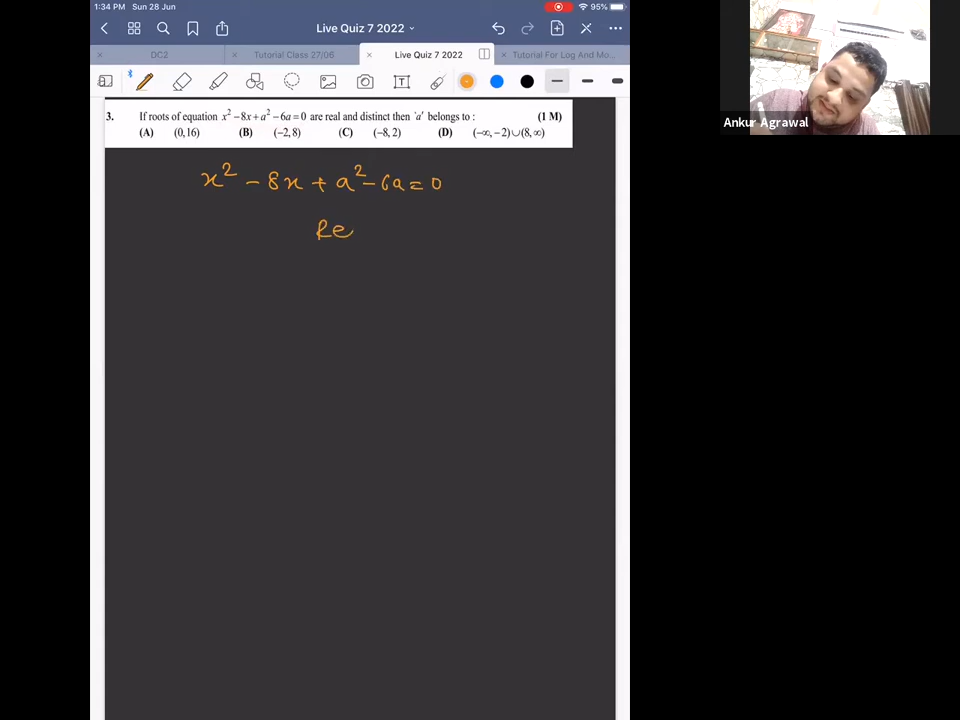 1:34 PM Sun 28 Jun
95%
Live Quiz 7 2022
DC2
Tutorial Class 27/06
Live Quiz 7 2022
Tutorial For Log And Mo...
3. If roots of equation x² − 8x + a² − 6a = 0 are real and distinct then 'a' belongs to : (1 M)
(A) (0, 16) (B) (−2, 8) (C) (−8, 2) (D) (−∞, −2) ∪ (8, ∞)
x² − 8x + a² − 6a = 0
Re
Ankur Agrawal